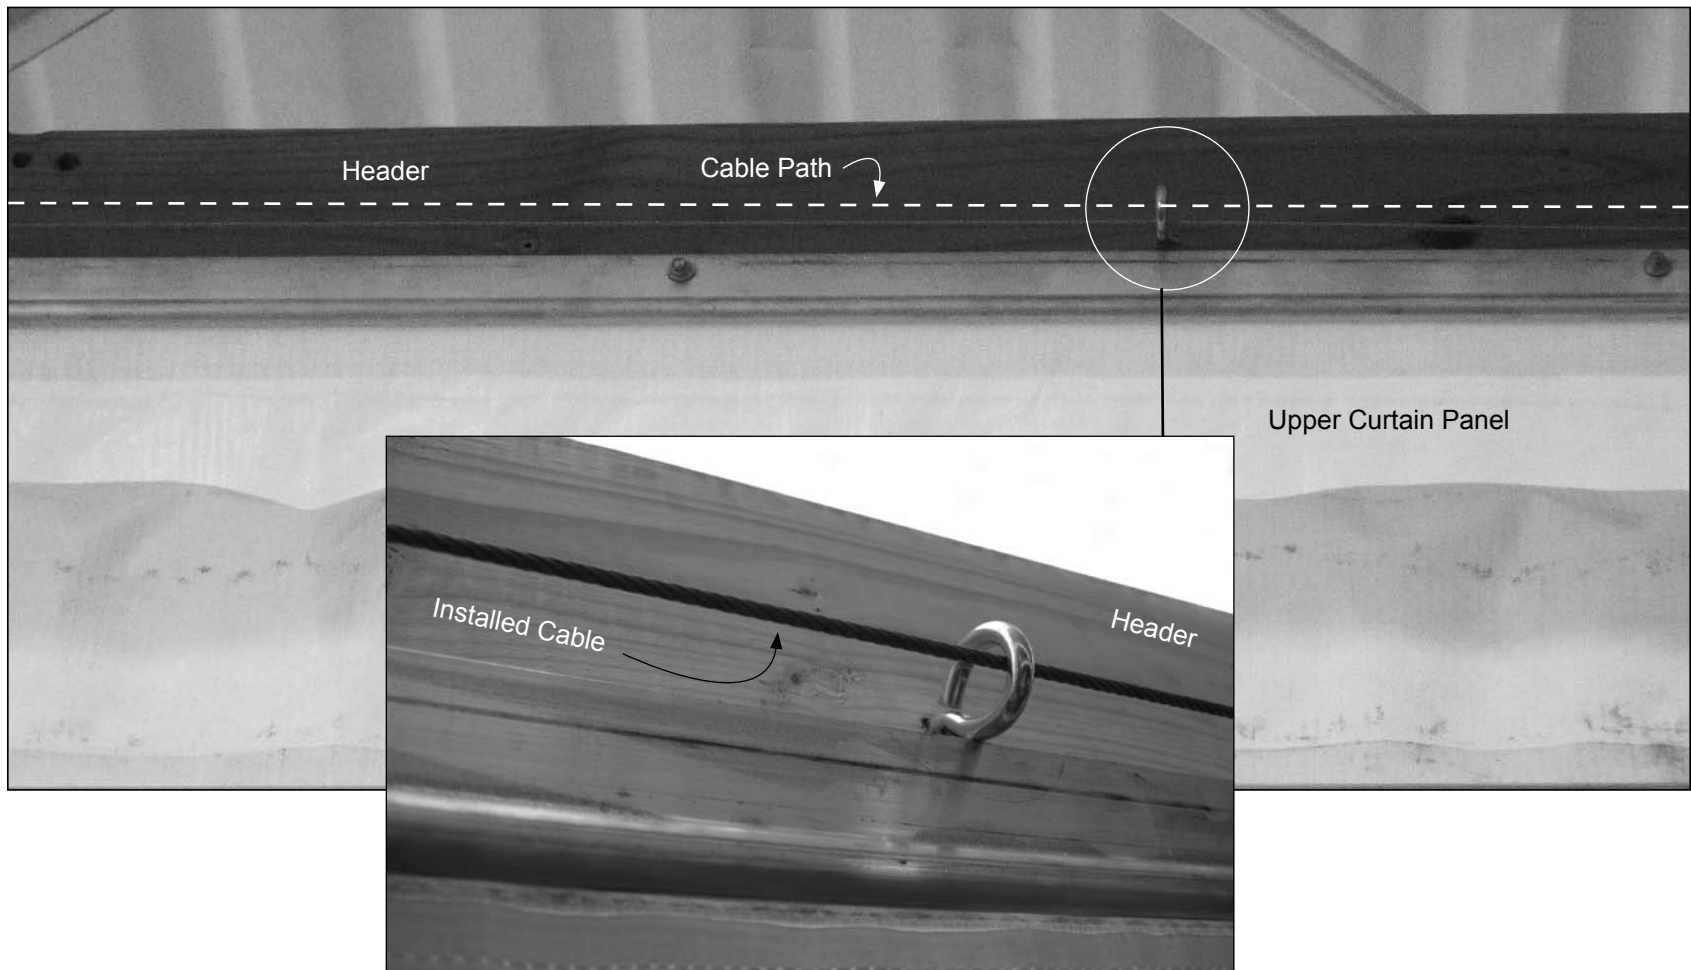 Header
Cable Path
Upper Curtain Panel
Installed Cable
Header